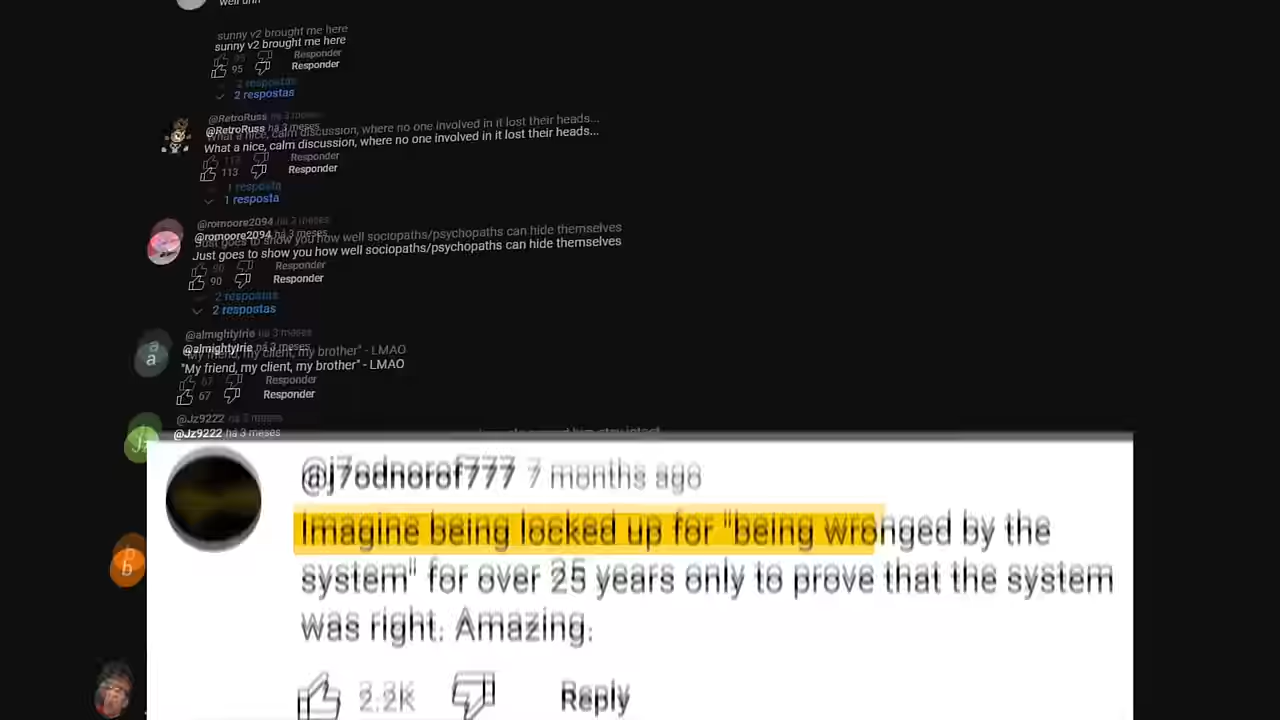 sunny v2 brought me here
95 Responder
2 respostas
@RetroRuss há 3 meses
What a nice, calm discussion, where no one involved in it lost their heads...
113 Responder
1 resposta
@romoore2094 há 3 meses
Just goes to show you how well sociopaths/psychopaths can hide themselves
90 Responder
2 respostas
a
@almightyIrie há 3 meses
"My friend, my client, my brother" - LMAO
67 Responder
@Jz9222 há 3 meses
@j7odnorof777 7 months ago
Imagine being locked up for "being wronged by the
system" for over 25 years only to prove that the system
was right. Amazing.
b
2.2K Reply